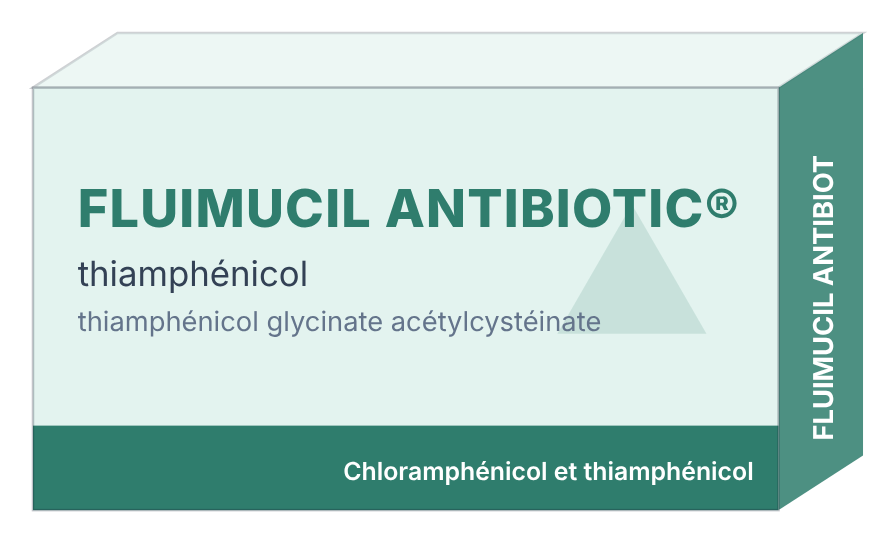 FLUIMUCIL ANTIBIOTIC®
thiamphénicol
thiamphénicol glycinate acétylcystéinate
Chloramphénicol et thiamphénicol
FLUIMUCIL ANTIBIOT